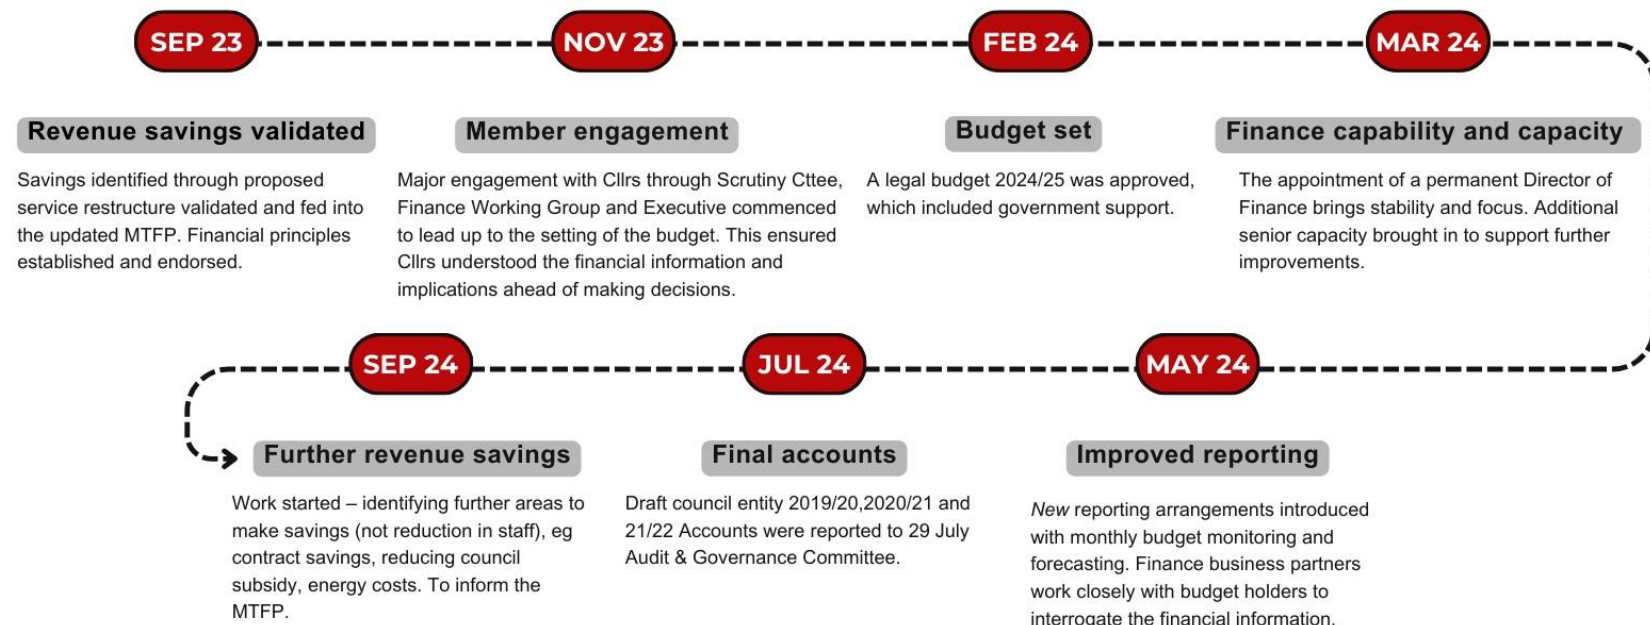 SEP 23
NOV 23
FEB 24
MAR 24
Revenue savings validated
Savings identified through proposed
service restructure validated and fed into
the updated MTFP. Financial principles
established and endorsed.
Member engagement
Major engagement with Cllrs through Scrutiny Cttee,
Finance Working Group and Executive commenced
to lead up to the setting of the budget. This ensured
Cllrs understood the financial information and
implications ahead of making decisions.
Budget set
A legal budget 2024/25 was approved,
which included government support.
Finance capability and capacity
The appointment of a permanent Director of
Finance brings stability and focus. Additional
senior capacity brought in to support further
improvements.
SEP 24
JUL 24
MAY 24
Further revenue savings
Work started – identifying further areas to
make savings (not reduction in staff), eg
contract savings, reducing council
subsidy, energy costs. To inform the
MTFP.
Final accounts
Draft council entity 2019/20,2020/21 and
21/22 Accounts were reported to 29 July
Audit & Governance Committee.
Improved reporting
New reporting arrangements introduced
with monthly budget monitoring and
forecasting. Finance business partners
work closely with budget holders to
interrogate the financial information.